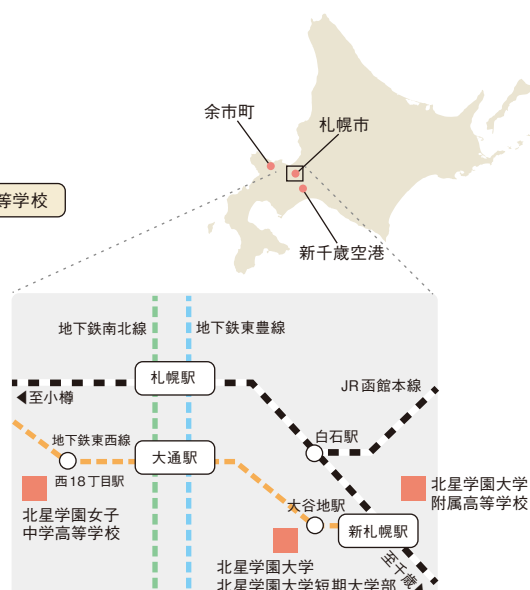 余市町
札幌市
等学校
新千歳空港
地下鉄南北線
地下鉄東豊線
札幌駅
JR函館本線
◀至小樽
地下鉄東西線
大通駅
白石駅
西18丁目駅
北星学園女子
中学高等学校
大谷地駅
北星学園大学
附属高等学校
新札幌駅
北星学園大学
北星学園大学短期大学部
至千歳▶